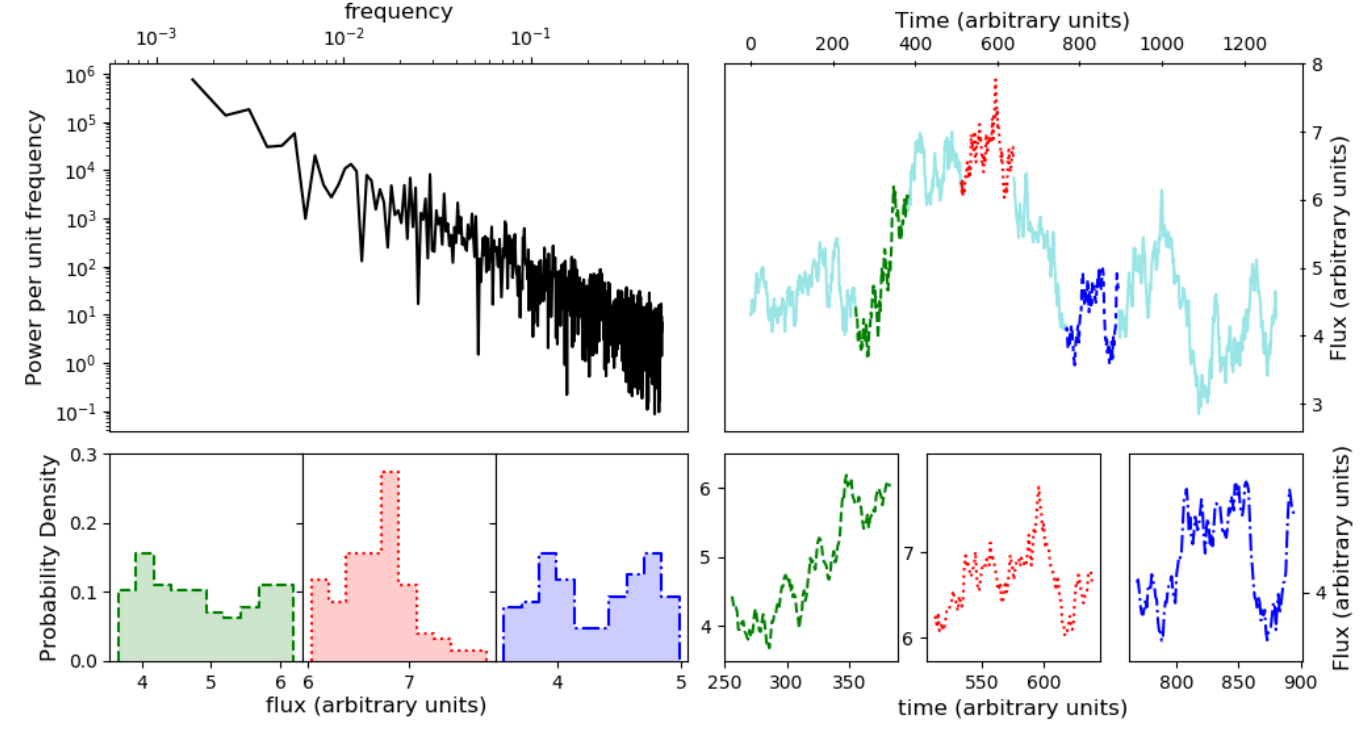 frequency
10⁻³ 10⁻² 10⁻¹
Power per unit frequency
10⁶
10⁵
10⁴
10³
10²
10¹
10⁰
10⁻¹
Time (arbitrary units)
0 200 400 600 800 1000 1200
8
7
6
5
4
3
Flux (arbitrary units)
Probability Density
0.3
0.2
0.1
0.0
4 5 6 6 7 4 5
flux (arbitrary units)
6
5
4
7
6
4
Flux (arbitrary units)
250 300 350 550 600 800 850 900
time (arbitrary units)